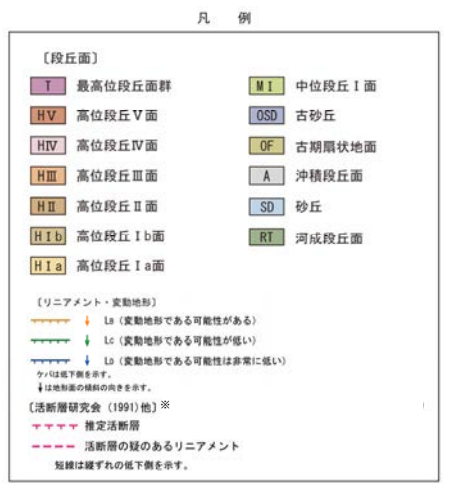 凡 例
〔段丘面〕
T 最高位段丘面群
HⅤ 高位段丘Ⅴ面
HⅣ 高位段丘Ⅳ面
HⅢ 高位段丘Ⅲ面
HⅡ 高位段丘Ⅱ面
HⅠb 高位段丘Ⅰb面
HⅠa 高位段丘Ⅰa面
MⅠ 中位段丘Ⅰ面
OSD 古砂丘
OF 古期扇状地面
A 沖積段丘面
SD 砂丘
RT 河成段丘面
〔リニアメント・変動地形〕
LB（変動地形である可能性がある）
LC（変動地形である可能性が低い）
LD（変動地形である可能性は非常に低い）
ケバは低下側を示す。
↓は地形面の傾斜の向きを示す。
〔活断層研究会（1991）他〕※
推定活断層
活断層の疑のあるリニアメント
短線は縦ずれの低下側を示す。